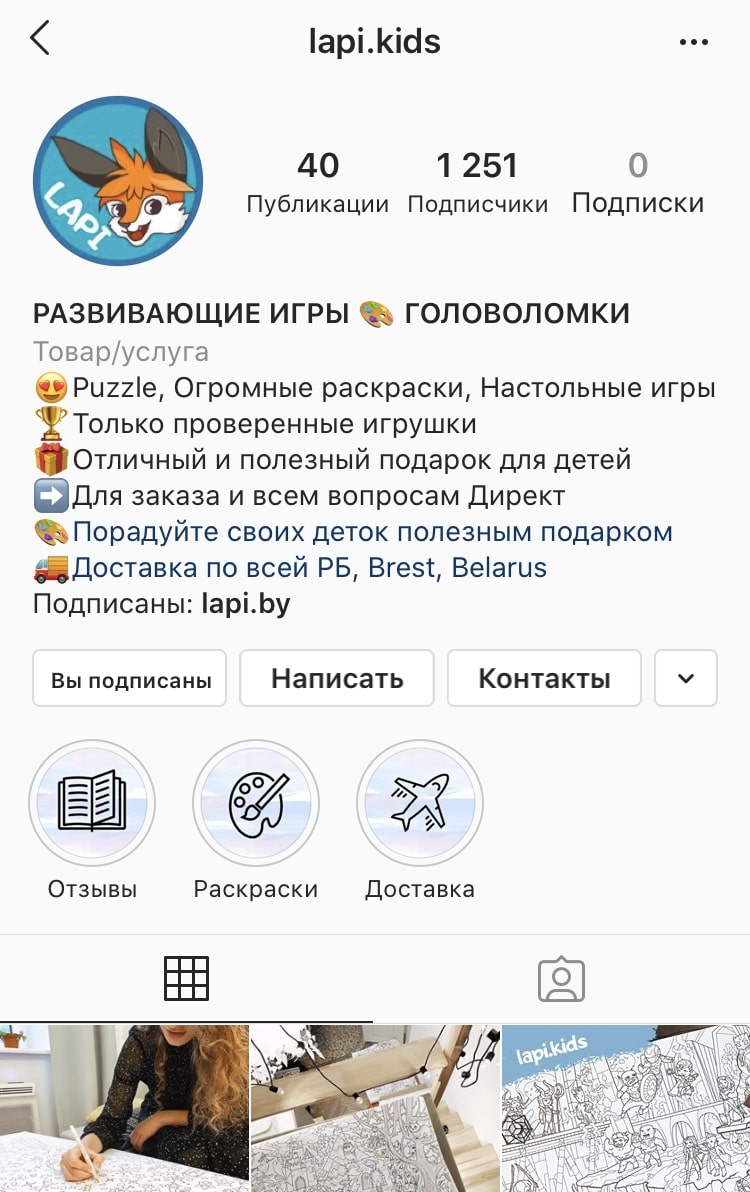 lapi.kids
LAPI
40
1 251
0
Публикации
Подписчики
Подписки
РАЗВИВАЮЩИЕ ИГРЫ 🎨 ГОЛОВОЛОМКИ
Товар/услуга
😍Puzzle, Огромные раскраски, Настольные игры
🏆Только проверенные игрушки
🎁Отличный и полезный подарок для детей
➡️Для заказа и всем вопросам Директ
🎨Порадуйте своих деток полезным подарком
🚚Доставка по всей РБ, Brest, Belarus
Подписаны: lapi.by
Вы подписаны
Написать
Контакты
Отзывы
Раскраски
Доставка
lapi.kids